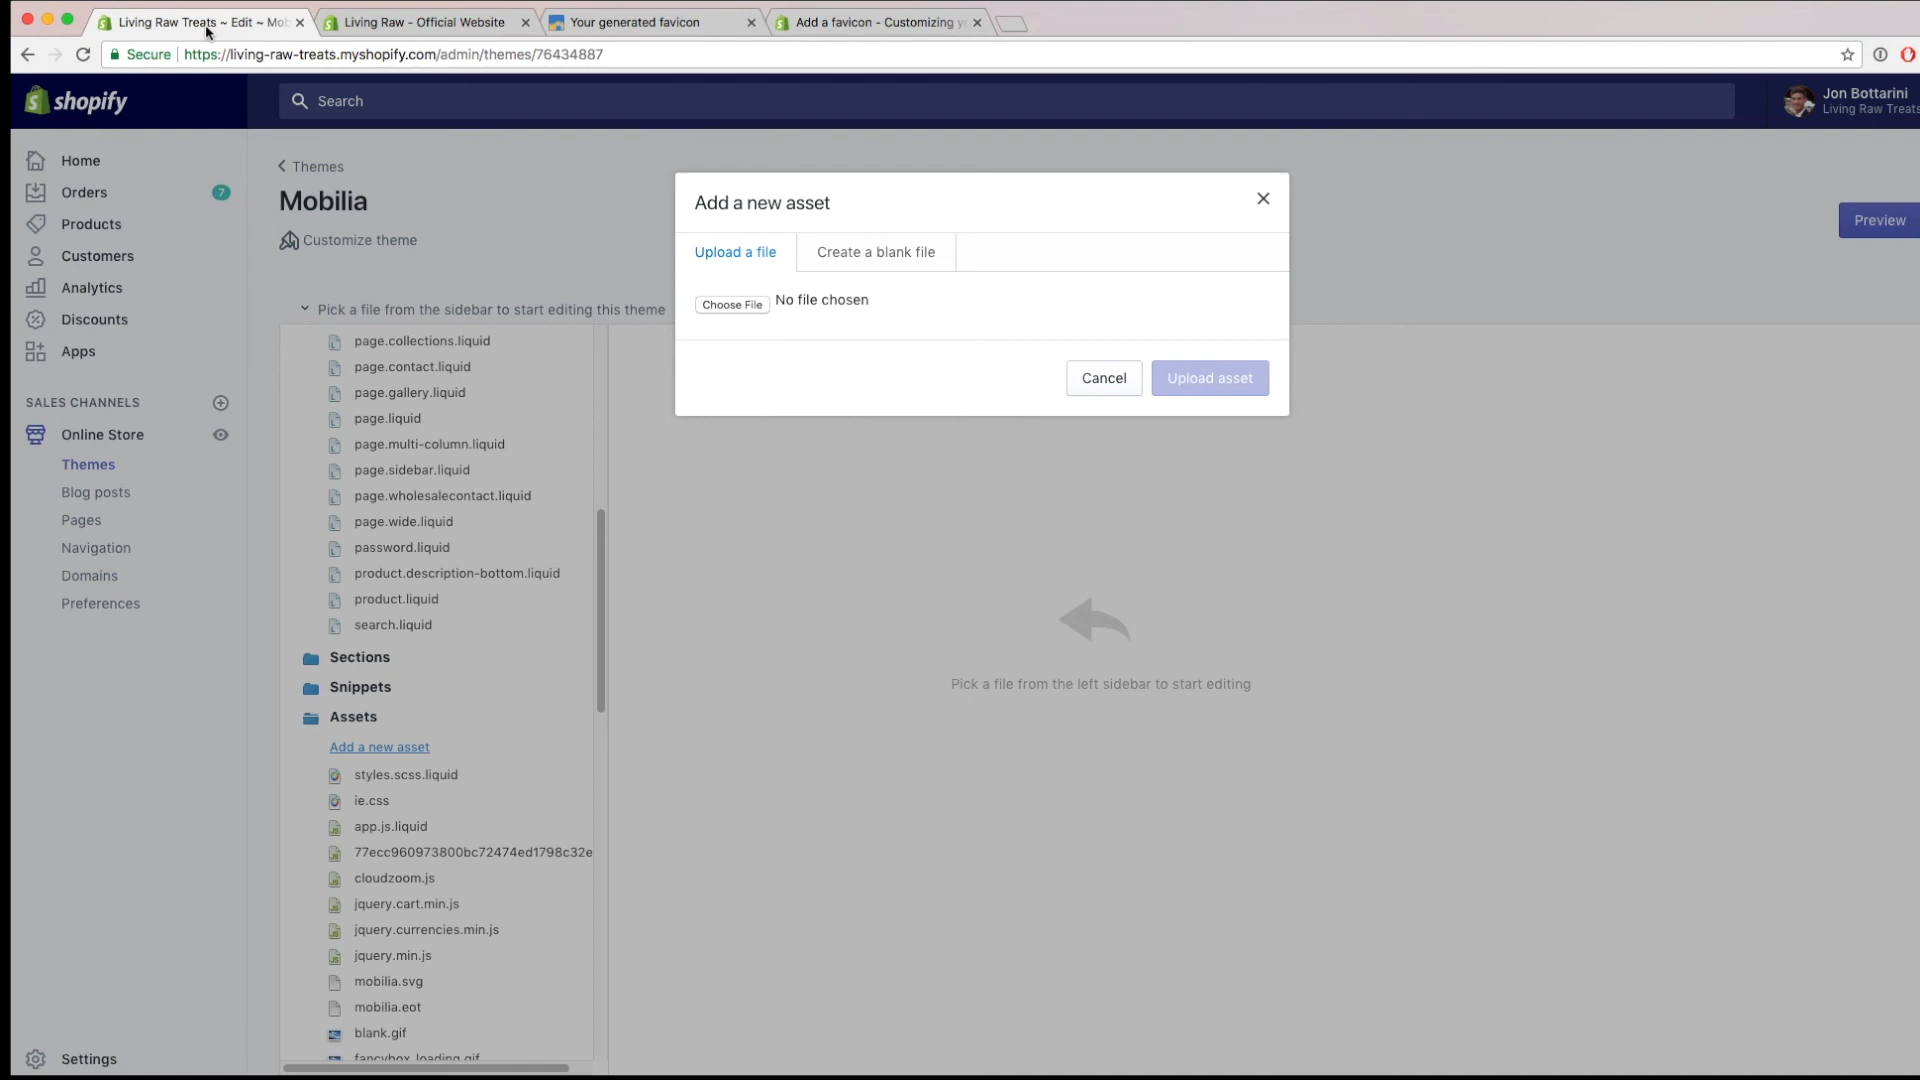 Living Raw Treats ~ Edit ~ Mob
Living Raw - Official Website
Your generated favicon
Add a favicon - Customizing y
Secure
https://living-raw-treats.myshopify.com/admin/themes/76434887
shopify
Search
Jon Bottarini
Living Raw Treats
Home
Orders
7
Products
Customers
Analytics
Discounts
Apps
SALES CHANNELS
Online Store
Themes
Blog posts
Pages
Navigation
Domains
Preferences
Settings
Themes
Mobilia
Customize theme
Preview
Pick a file from the sidebar to start editing this theme
page.collections.liquid
page.contact.liquid
page.gallery.liquid
page.liquid
page.multi-column.liquid
page.sidebar.liquid
page.wholesalecontact.liquid
page.wide.liquid
password.liquid
product.description-bottom.liquid
product.liquid
search.liquid
Sections
Snippets
Assets
Add a new asset
styles.scss.liquid
ie.css
app.js.liquid
77ecc960973800bc72474ed1798c32e
cloudzoom.js
jquery.cart.min.js
jquery.currencies.min.js
jquery.min.js
mobilia.svg
mobilia.eot
blank.gif
fancybox_loading.gif
Add a new asset
Upload a file
Create a blank file
Choose File No file chosen
Cancel
Upload asset
Pick a file from the left sidebar to start editing